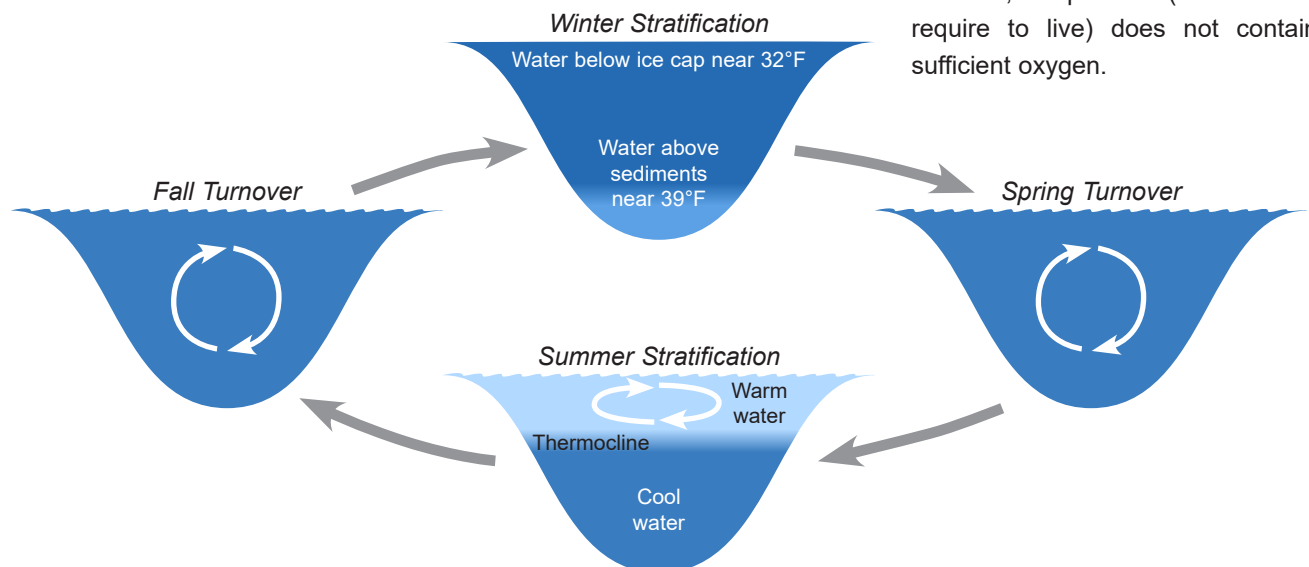 require to live) does not contain
sufficient oxygen.
Winter Stratification
Water below ice cap near 32°F
Water above
sediments
near 39°F
Fall Turnover
Spring Turnover
Summer Stratification
Warm
water
Thermocline
Cool
water